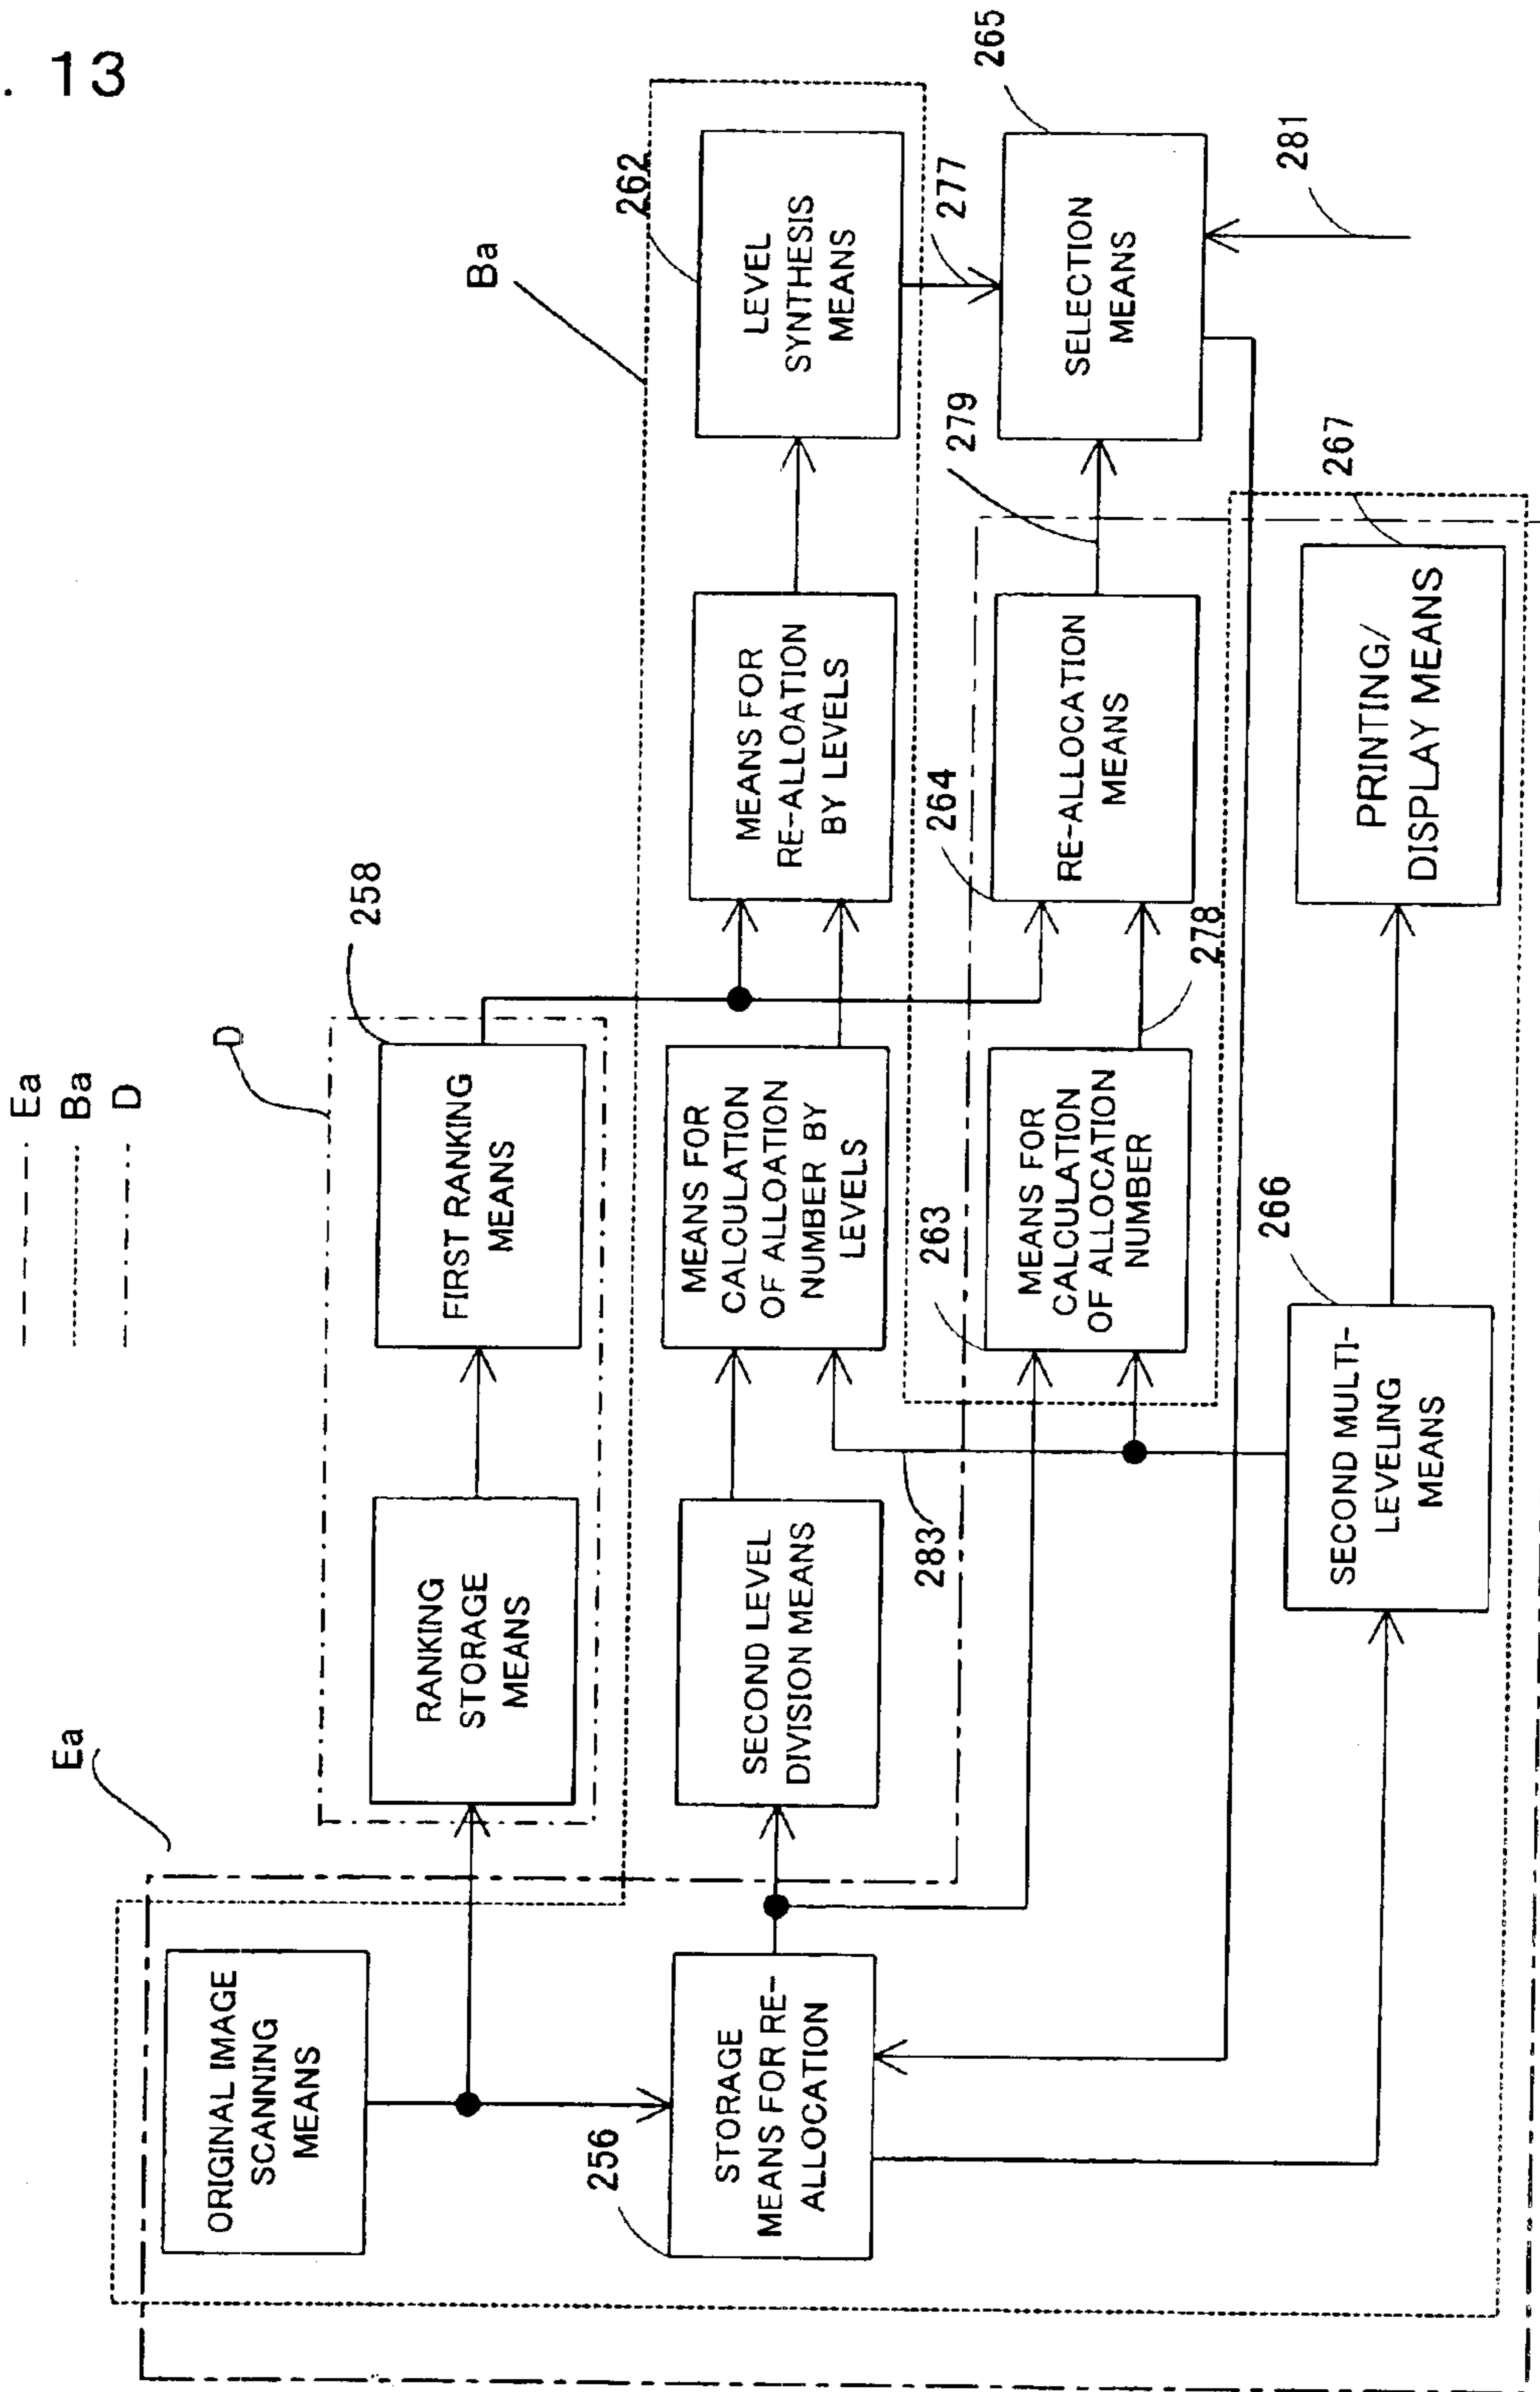 . 13
Ea
Ba
D
Ea
D
Ba
ORIGINAL IMAGE
SCANNING
MEANS
RANKING
STORAGE
MEANS
FIRST RANKING
MEANS
258
256
STORAGE
MEANS FOR RE-
ALLOCATION
SECOND LEVEL
DIVISION MEANS
MEANS FOR
CALCULATION
OF ALLOATION
NUMBER BY
LEVELS
MEANS FOR
RE-ALLOATION
BY LEVELS
262
LEVEL
SYNTHESIS
MEANS
277
283
263
MEANS FOR
CALCULATION
OF ALLOCATION
NUMBER
278
264
RE-ALLOCATION
MEANS
279
265
SELECTION
MEANS
281
266
SECOND MULTI-
LEVELING
MEANS
267
PRINTING/
DISPLAY MEANS